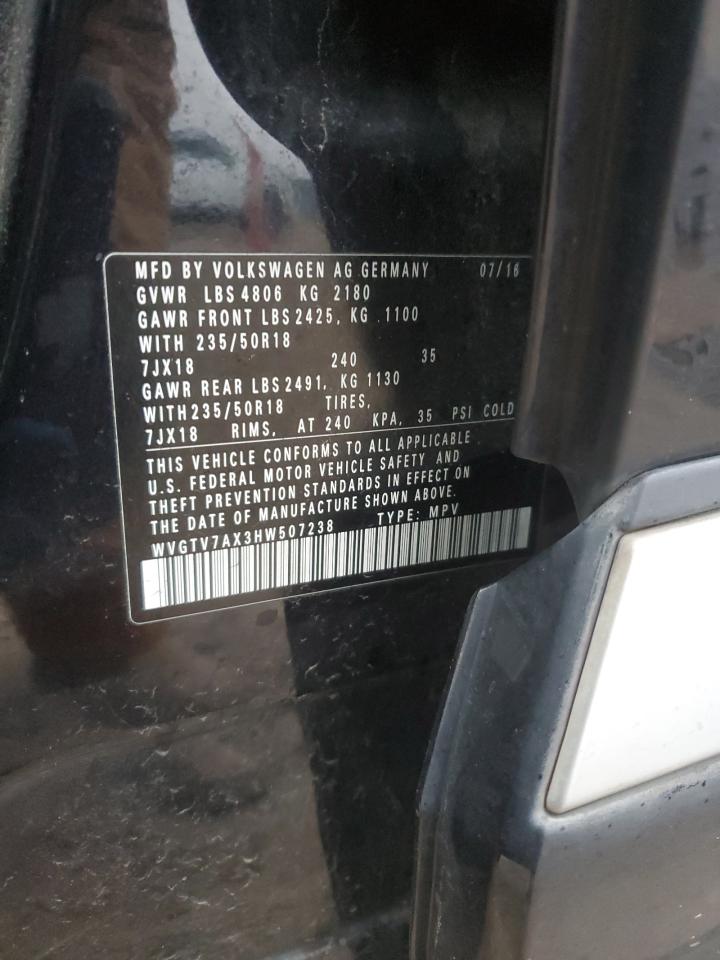 MFD BY VOLKSWAGEN AG GERMANY 07/16
GVWR LBS 4806 KG 2180
GAWR FRONT LBS 2425, KG 1100
WITH 235/50R18
7JX18 240 35
GAWR REAR LBS 2491, KG 1130
WITH 235/50R18 TIRES,
7JX18 RIMS, AT 240 KPA, 35 PSI COLD
THIS VEHICLE CONFORMS TO ALL APPLICABLE
U.S. FEDERAL MOTOR VEHICLE SAFETY AND
THEFT PREVENTION STANDARDS IN EFFECT ON
THE DATE OF MANUFACTURE SHOWN ABOVE.
WVGTV7AX3HW507238 TYPE: MPV